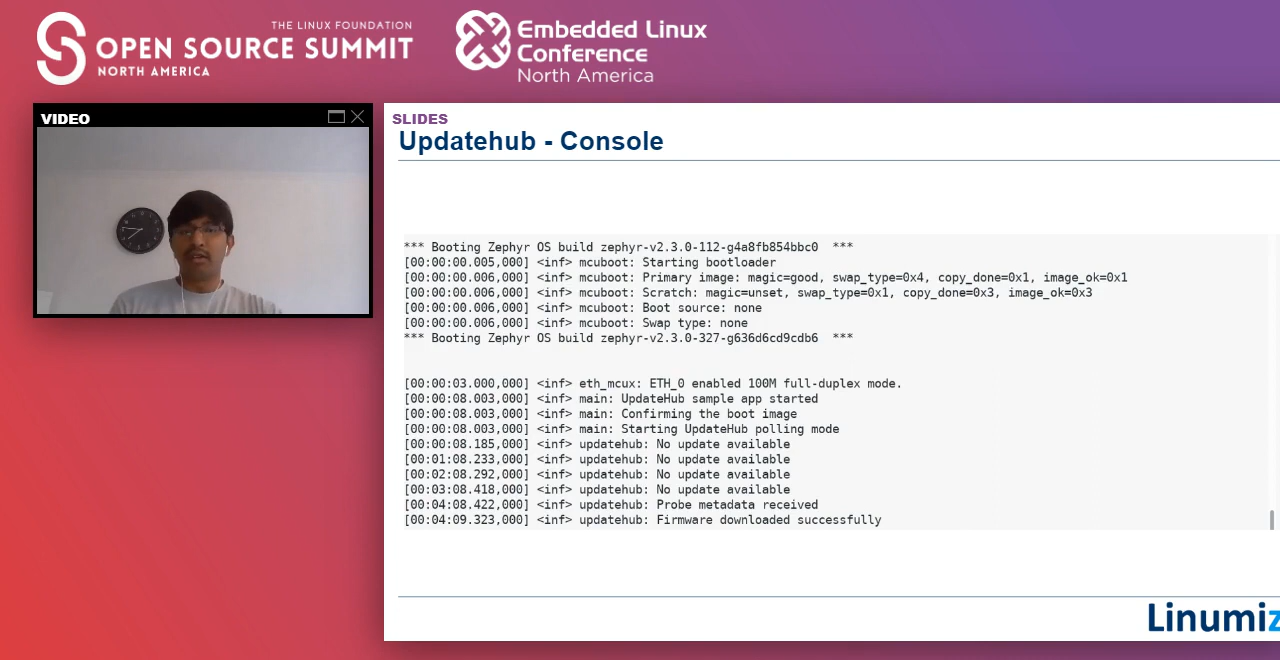 THE LINUX FOUNDATION
OPEN SOURCE SUMMIT
NORTH AMERICA
Embedded Linux
Conference
North America
VIDEO
SLIDES
Updatehub - Console
*** Booting Zephyr OS build zephyr-v2.3.0-112-g4a8fb854bbc0  ***
[00:00:00.005,000] <inf> mcuboot: Starting bootloader
[00:00:00.006,000] <inf> mcuboot: Primary image: magic=good, swap_type=0x4, copy_done=0x1, image_ok=0x1
[00:00:00.006,000] <inf> mcuboot: Scratch: magic=unset, swap_type=0x1, copy_done=0x3, image_ok=0x3
[00:00:00.006,000] <inf> mcuboot: Boot source: none
[00:00:00.006,000] <inf> mcuboot: Swap type: none
*** Booting Zephyr OS build zephyr-v2.3.0-327-g636d6cd9cdb6  ***
[00:00:03.000,000] <inf> eth_mcux: ETH_0 enabled 100M full-duplex mode.
[00:00:08.003,000] <inf> main: UpdateHub sample app started
[00:00:08.003,000] <inf> main: Confirming the boot image
[00:00:08.003,000] <inf> main: Starting UpdateHub polling mode
[00:00:08.185,000] <inf> updatehub: No update available
[00:01:08.233,000] <inf> updatehub: No update available
[00:02:08.292,000] <inf> updatehub: No update available
[00:03:08.418,000] <inf> updatehub: No update available
[00:04:08.422,000] <inf> updatehub: Probe metadata received
[00:04:09.323,000] <inf> updatehub: Firmware downloaded successfully
Linumiz